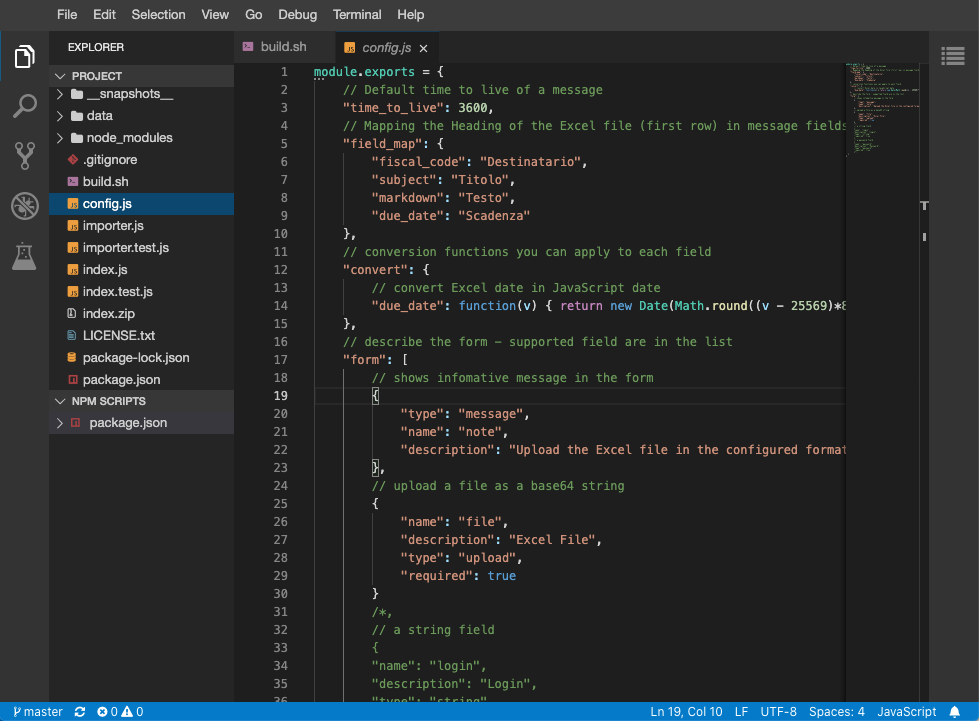 File Edit Selection View Go Debug Terminal Help
EXPLORER
PROJECT
__snapshots__
data
node_modules
.gitignore
build.sh
config.js
importer.js
importer.test.js
index.js
index.test.js
index.zip
LICENSE.txt
package-lock.json
package.json
NPM SCRIPTS
package.json
build.sh
config.js ×
1 module.exports = {
2 // Default time to live of a message
3 "time_to_live": 3600,
4 // Mapping the Heading of the Excel file (first row) in message fields
5 "field_map": {
6 "fiscal_code": "Destinatario",
7 "subject": "Titolo",
8 "markdown": "Testo",
9 "due_date": "Scadenza"
10 },
11 // conversion functions you can apply to each field
12 "convert": {
13 // convert Excel date in JavaScript date
14 "due_date": function(v) { return new Date(Math.round((v - 25569)*8
15 },
16 // describe the form - supported field are in the list
17 "form": [
18 // shows infomative message in the form
19 {
20 "type": "message",
21 "name": "note",
22 "description": "Upload the Excel file in the configured format
23 },
24 // upload a file as a base64 string
25 {
26 "name": "file",
27 "description": "Excel File",
28 "type": "upload",
29 "required": true
30 }
31 /*,
32 // a string field
33 {
34 "name": "login",
35 "description": "Login",
36 "type": "string"
master 0 0 Ln 19, Col 10 LF UTF-8 Spaces: 4 JavaScript